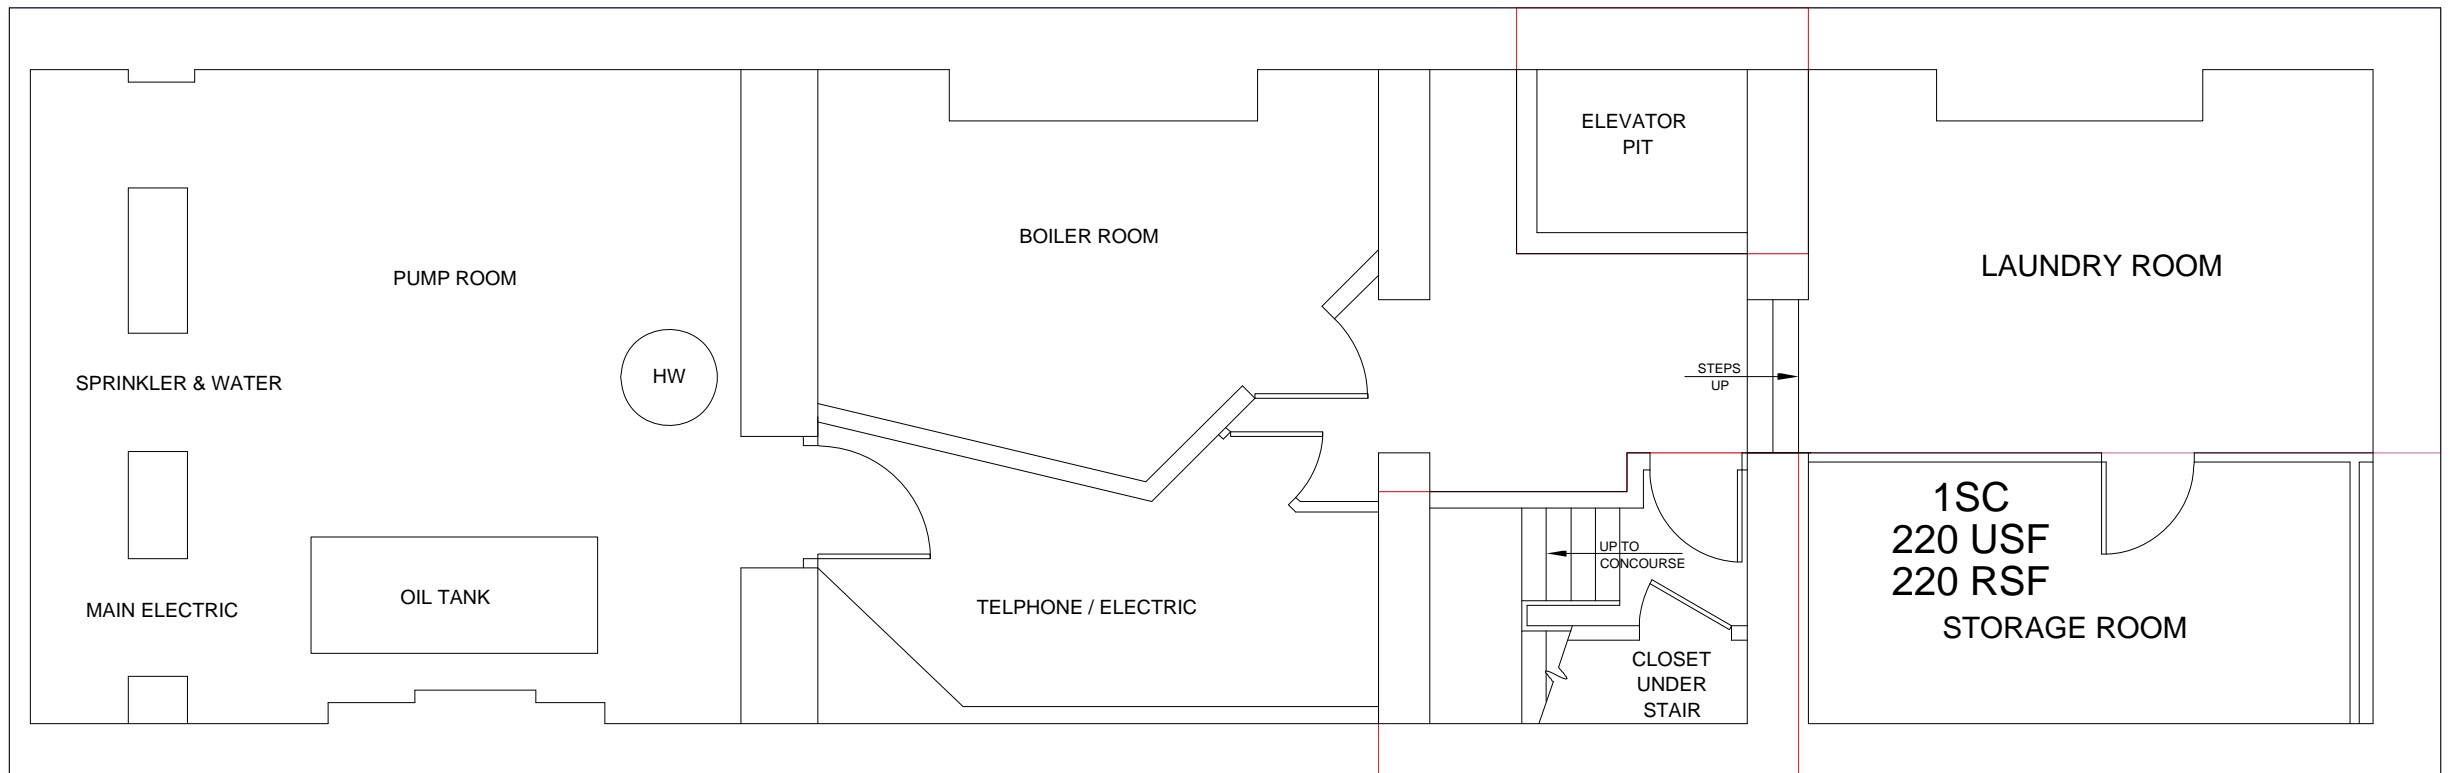 ELEVATOR
PIT
BOILER ROOM
LAUNDRY ROOM
PUMP ROOM
HW
STEPS
UP
SPRINKLER & WATER
1SC
220 USF
220 RSF
STORAGE ROOM
UP TO
CONCOURSE
OIL TANK
MAIN ELECTRIC
TELPHONE / ELECTRIC
CLOSET
UNDER
STAIR